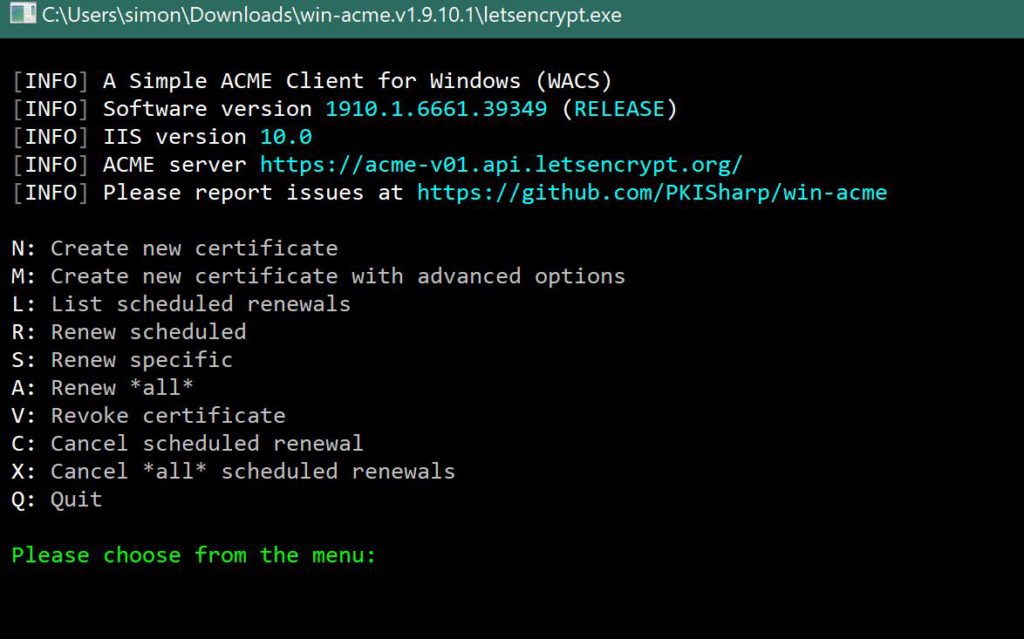 C:\Users\simon\Downloads\win-acme.v1.9.10.1\letsencrypt.exe
[INFO] A Simple ACME Client for Windows (WACS)
[INFO] Software version 1910.1.6661.39349 (RELEASE)
[INFO] IIS version 10.0
[INFO] ACME server https://acme-v01.api.letsencrypt.org/
[INFO] Please report issues at https://github.com/PKISharp/win-acme
N: Create new certificate
M: Create new certificate with advanced options
L: List scheduled renewals
R: Renew scheduled
S: Renew specific
A: Renew *all*
V: Revoke certificate
C: Cancel scheduled renewal
X: Cancel *all* scheduled renewals
Q: Quit
Please choose from the menu: